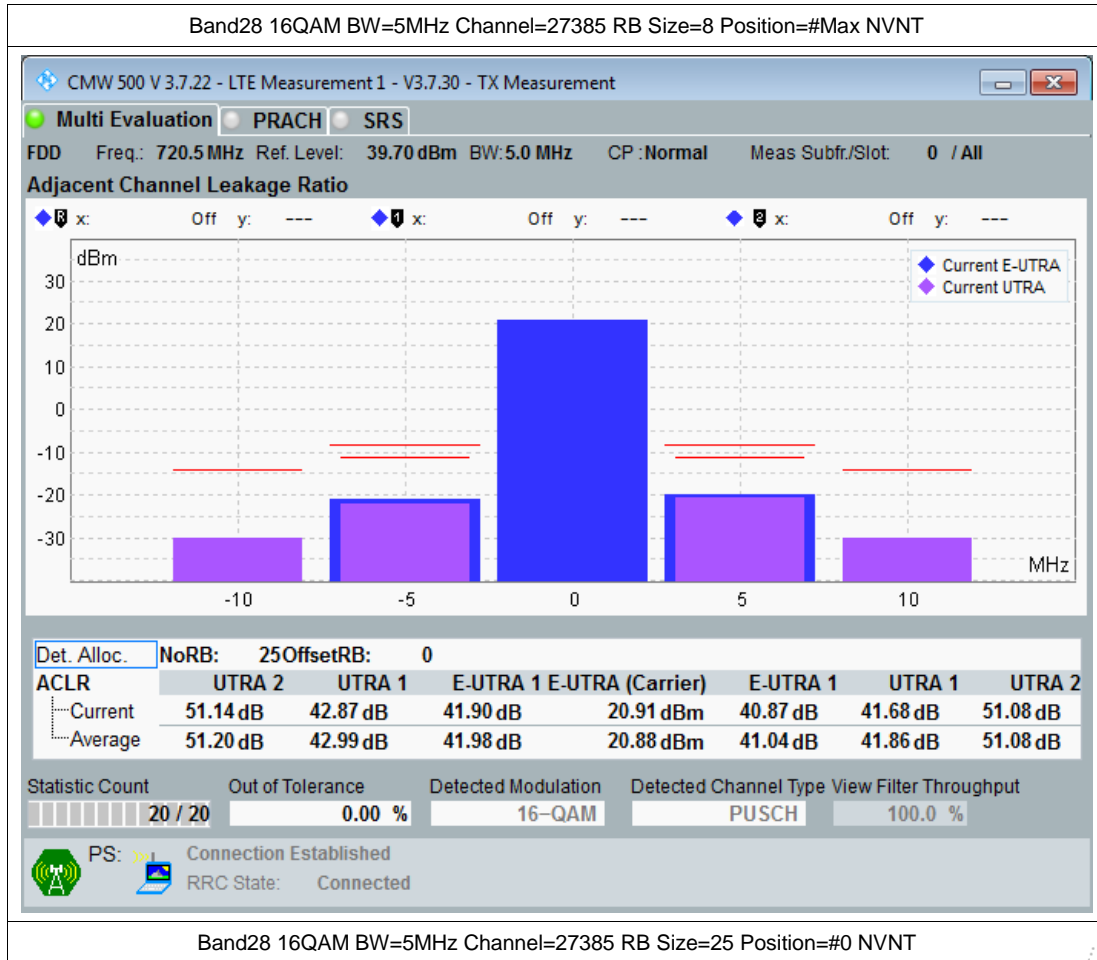 Band28 16QAM BW=5MHz Channel=27385 RB Size=8 Position=#Max NVNT
CMW 500 V 3.7.22 - LTE Measurement 1 - V3.7.30 - TX Measurement
Multi Evaluation PRACH SRS
FDD Freq.: 720.5 MHz Ref. Level: 39.70 dBm BW: 5.0 MHz CP : Normal Meas Subfr./Slot: 0 / All
Adjacent Channel Leakage Ratio
R x: Off y: --- 1 x: Off y: --- 2 x: Off y: ---
dBm
Current E-UTRA
Current UTRA
30
20
10
0
-10
-20
-30
MHz
-10 -5 0 5 10
Det. Alloc. NoRB: 25 OffsetRB: 0
ACLR UTRA 2 UTRA 1 E-UTRA 1 E-UTRA (Carrier) E-UTRA 1 UTRA 1 UTRA 2
Current 51.14 dB 42.87 dB 41.90 dB 20.91 dBm 40.87 dB 41.68 dB 51.08 dB
Average 51.20 dB 42.99 dB 41.98 dB 20.88 dBm 41.04 dB 41.86 dB 51.08 dB
Statistic Count Out of Tolerance Detected Modulation Detected Channel Type View Filter Throughput
20 / 20 0.00 % 16-QAM PUSCH 100.0 %
PS: Connection Established
RRC State: Connected
Band28 16QAM BW=5MHz Channel=27385 RB Size=25 Position=#0 NVNT